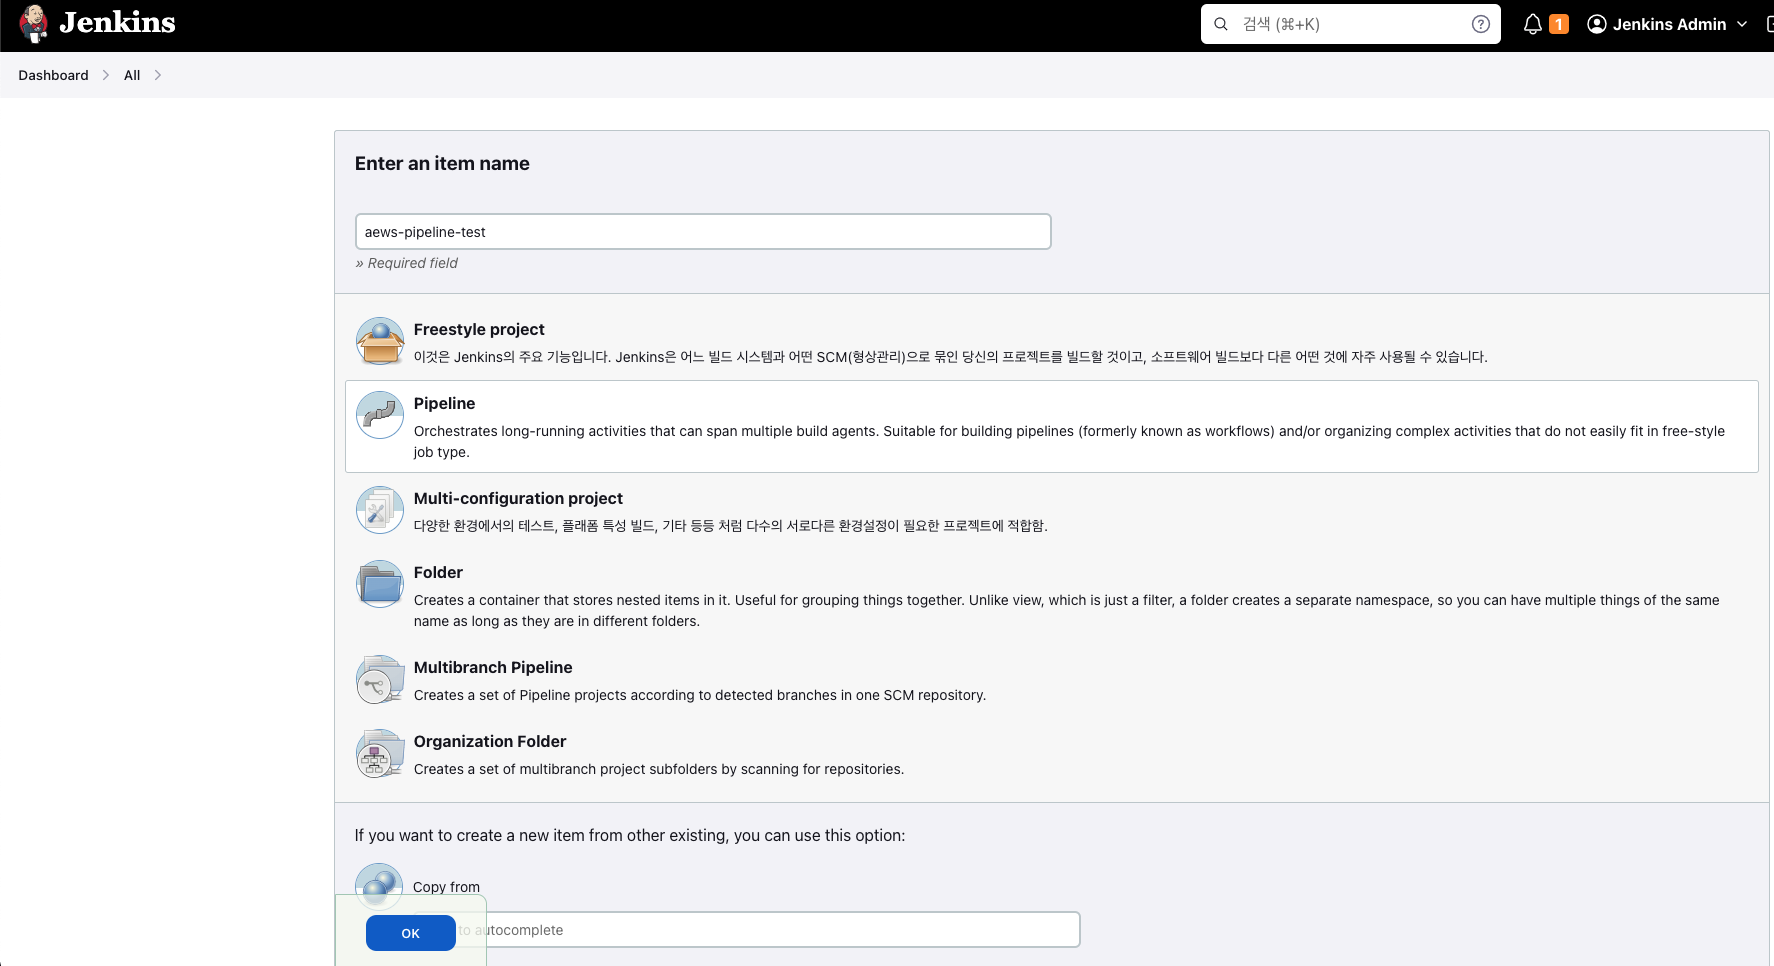 Jenkins
검색 (⌘+K)
1
Jenkins Admin
Dashboard
All
Enter an item name
aews-pipeline-test
» Required field
Freestyle project
이것은 Jenkins의 주요 기능입니다. Jenkins은 어느 빌드 시스템과 어떤 SCM(형상관리)으로 묶인 당신의 프로젝트를 빌드할 것이고, 소프트웨어 빌드보다 다른 어떤 것에 자주 사용될 수 있습니다.
Pipeline
Orchestrates long-running activities that can span multiple build agents. Suitable for building pipelines (formerly known as workflows) and/or organizing complex activities that do not easily fit in free-style
job type.
Multi-configuration project
다양한 환경에서의 테스트, 플래폼 특성 빌드, 기타 등등 처럼 다수의 서로다른 환경설정이 필요한 프로젝트에 적합함.
Folder
Creates a container that stores nested items in it. Useful for grouping things together. Unlike view, which is just a filter, a folder creates a separate namespace, so you can have multiple things of the same
name as long as they are in different folders.
Multibranch Pipeline
Creates a set of Pipeline projects according to detected branches in one SCM repository.
Organization Folder
Creates a set of multibranch project subfolders by scanning for repositories.
If you want to create a new item from other existing, you can use this option:
Copy from
to autocomplete
OK